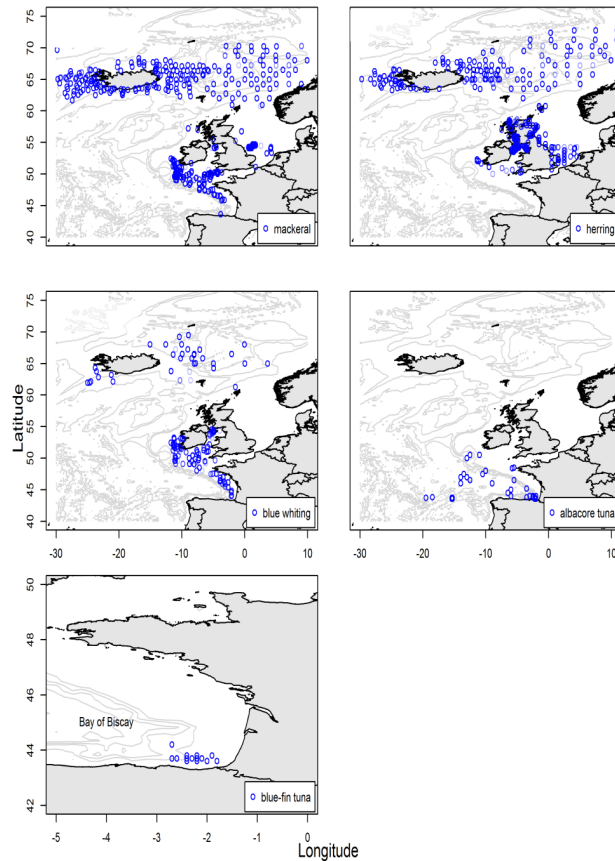 75
70
65
60
55
50
45
40
mackeral
herring
75
70
65
60
55
50
45
40
Latitude
blue whiting
albacore tuna
-30 -20 -10 0 10
-30 -20 -10 0 10
50
48
46
44
42
Bay of Biscay
blue-fin tuna
-5 -4 -3 -2 -1 0
Longitude